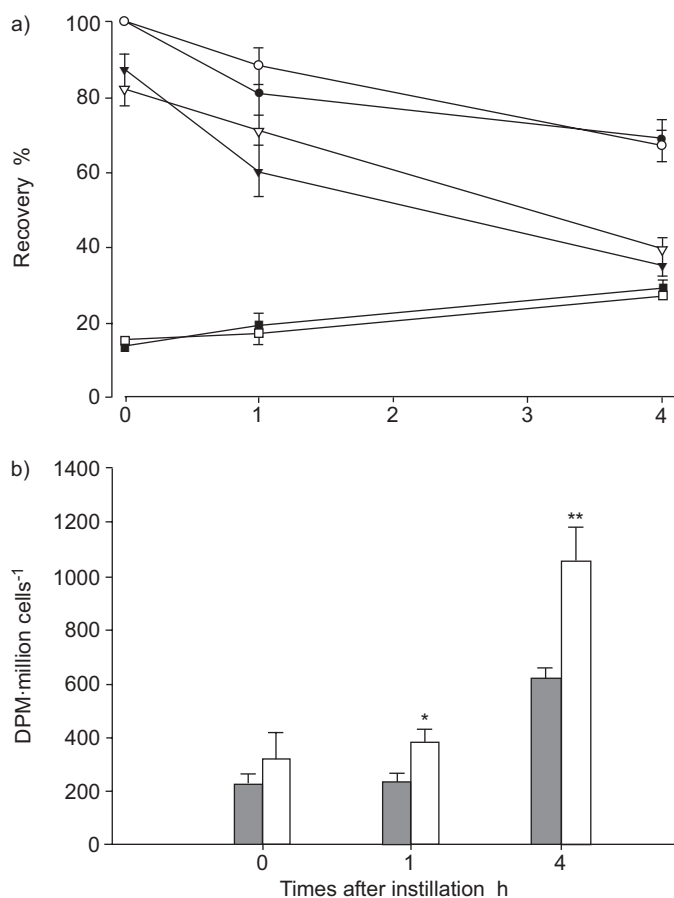 a)
100
80
60
40
20
0
Recovery %
0 1 2 3 4
b)
1400
1200
1000
800
600
400
200
0
DPM·million cells⁻¹
*
**
0 1 4
Times after instillation h